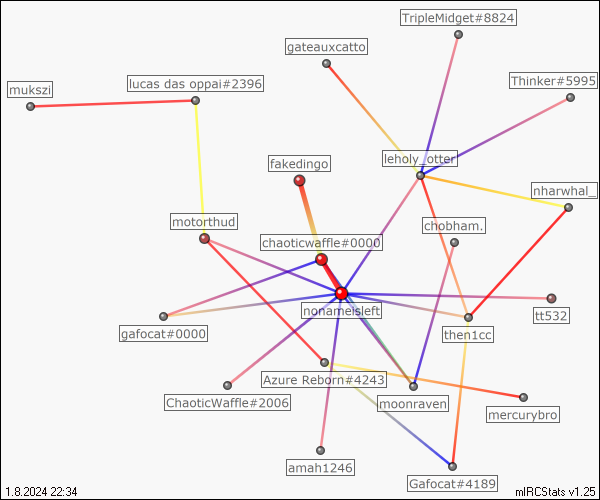 TripleMidget#8824
gateauxcatto
Thinker#5995
lucas das oppai#2396
mukszi
leholy_otter
fakedingo
nharwhal_
motorthud
chobham.
chaoticwaffle#0000
nonameisleft
tt532
gafocat#0000
then1cc
Azure Reborn#4243
ChaoticWaffle#2006
moonraven
mercurybro
amah1246
Gafocat#4189
1.8.2024 22:34
mIRCStats v1.25